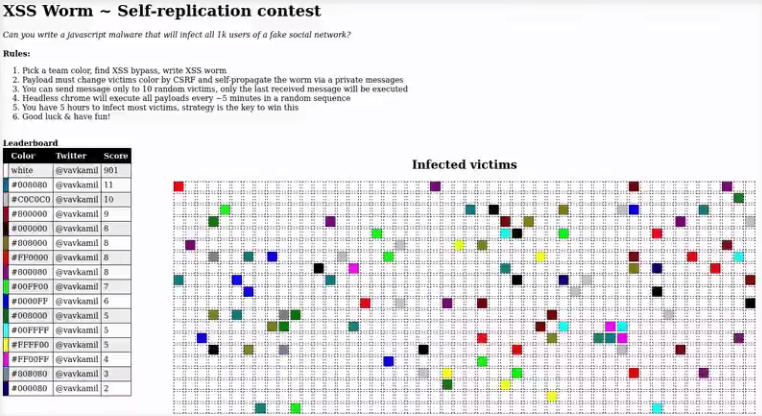 XSS Worm ~ Self-replication contest
Can you write a javascript malware that will infect all 1k users of a fake social network?
Rules:
1. Pick a team color, find XSS bypass, write XSS worm
2. Payload must change victims color by CSRF and self-propagate the worm via a private messages
3. You can send message only to 10 random victims, only the last received message will be executed
4. Headless chrome will execute all payloads every ~5 minutes in a random sequence
5. You have 5 hours to infect most victims, strategy is the key to win this
6. Good luck & have fun!
Leaderboard
Color Twitter Score
white @vavkamil 901
#008080 @vavkamil 11
#C0C0C0 @vavkamil 10
#800000 @vavkamil 9
#000000 @vavkamil 8
#808000 @vavkamil 8
#FF0000 @vavkamil 8
#800080 @vavkamil 8
#00FF00 @vavkamil 7
#0000FF @vavkamil 6
#008000 @vavkamil 5
#00FFFF @vavkamil 5
#FFFF00 @vavkamil 5
#FF00FF @vavkamil 4
#808080 @vavkamil 3
#000080 @vavkamil 2
Infected victims